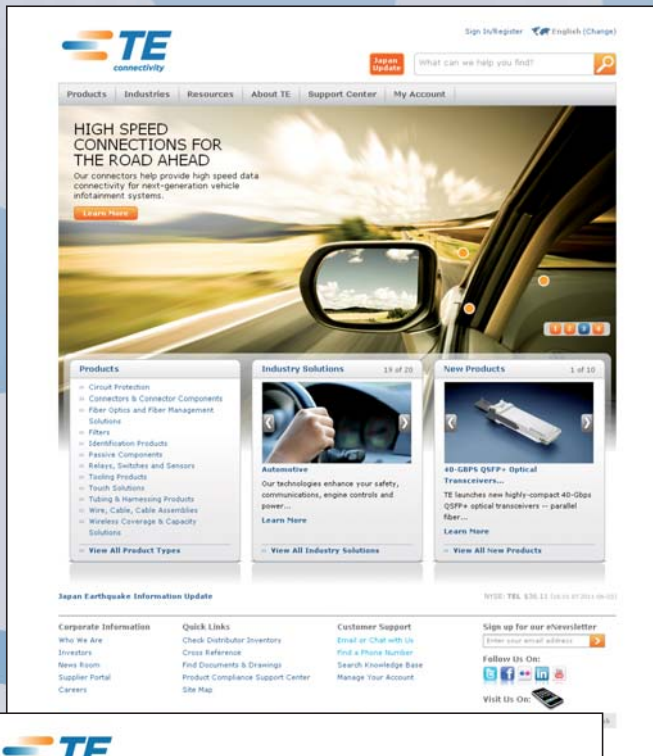 TE
connectivity
Sign In/Register English (Change)
Japan
Update
What can we help you find?
Products Industries Resources About TE Support Center My Account
HIGH SPEED
CONNECTIONS FOR
THE ROAD AHEAD
Our connectors help provide high speed data
connectivity for next-generation vehicle
infotainment systems.
Learn More
1 2 3 4
Products
» Circuit Protection
» Connectors & Connector Components
» Fiber Optics and Fiber Management
Solutions
» Filters
» Identification Products
» Passive Components
» Relays, Switches and Sensors
» Tooling Products
» Touch Solutions
» Tubing & Harnessing Products
» Wire, Cable, Cable Assemblies
» Wireless Coverage & Capacity
Solutions
» View All Product Types
Industry Solutions 19 of 20
Automotive
Our technologies enhance your safety,
communications, engine controls and
power...
Learn More
» View All Industry Solutions
New Products 1 of 10
40-GBPS QSFP+ Optical
Transceivers...
TE launches new highly-compact 40-Gbps
QSFP+ optical transceivers -- parallel
fiber...
Learn More
» View All New Products
Japan Earthquake Information Update
NYSE: TEL $36.11
Corporate Information
Who We Are
Investors
News Room
Supplier Portal
Careers
Quick Links
Check Distributor Inventory
Cross Reference
Find Documents & Drawings
Product Compliance Support Center
Site Map
Customer Support
Email or Chat with Us
Find a Phone Number
Search Knowledge Base
Manage Your Account
Sign up for our eNewsletter
Enter your email address
Follow Us On:
Visit Us On:
TE